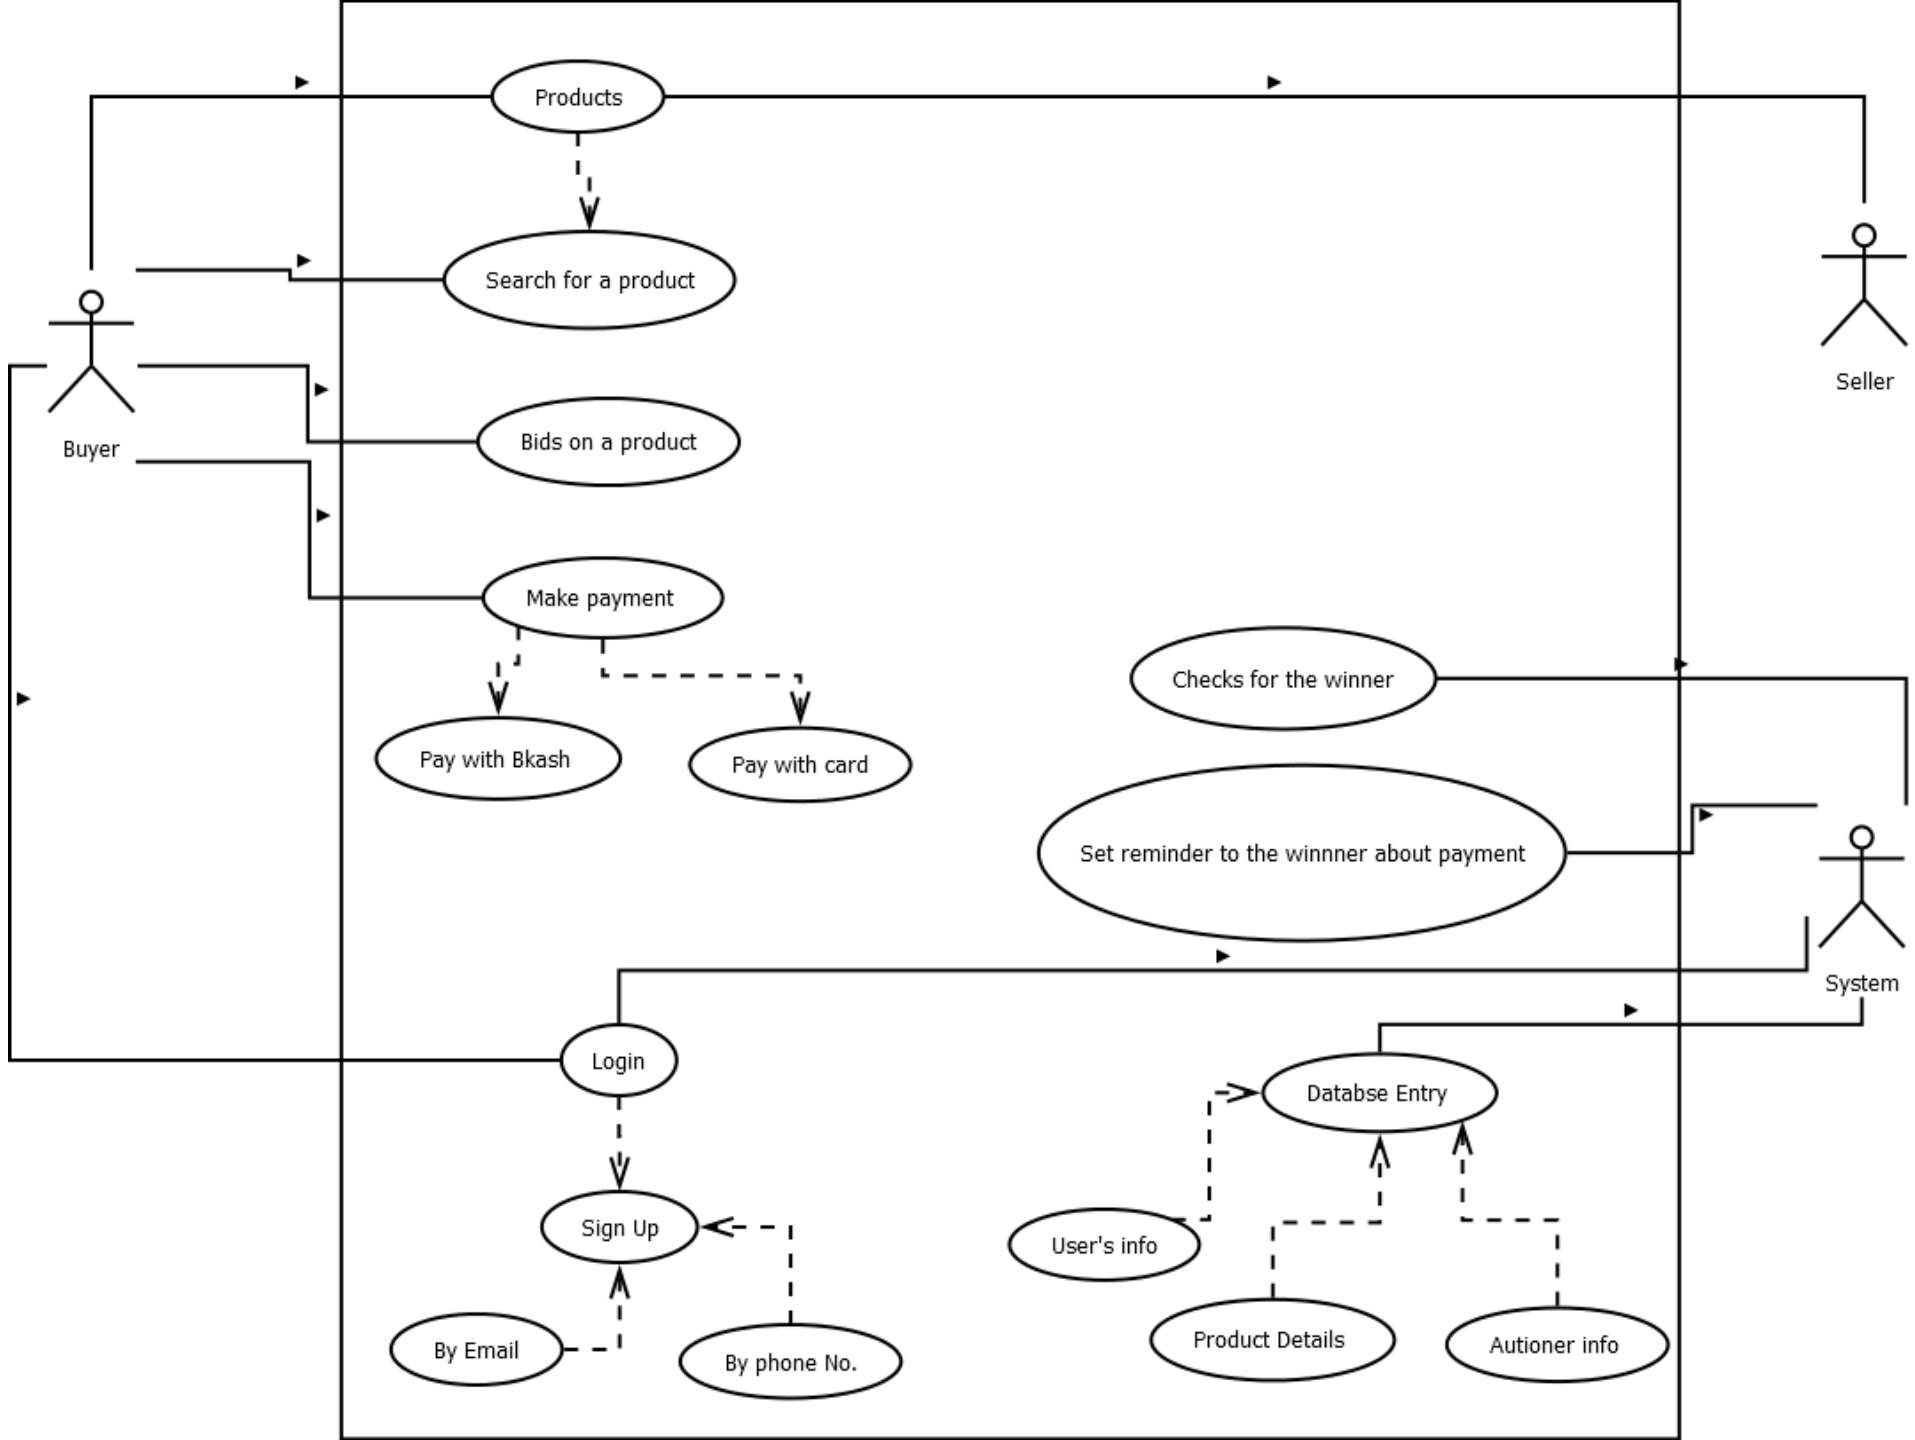 Products
Search for a product
Seller
Buyer
Bids on a product
Make payment
Checks for the winner
Pay with Bkash
Pay with card
Set reminder to the winnner about payment
System
Login
Databse Entry
Sign Up
User's info
By Email
By phone No.
Product Details
Autioner info